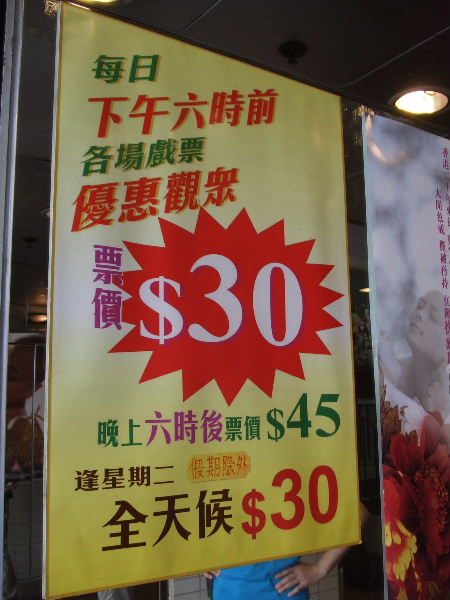 每日
下午六時前
各場戲票
優惠觀眾
票價 $30
晚上六時後票價 $45
逢星期二 假期除外
全天候 $30